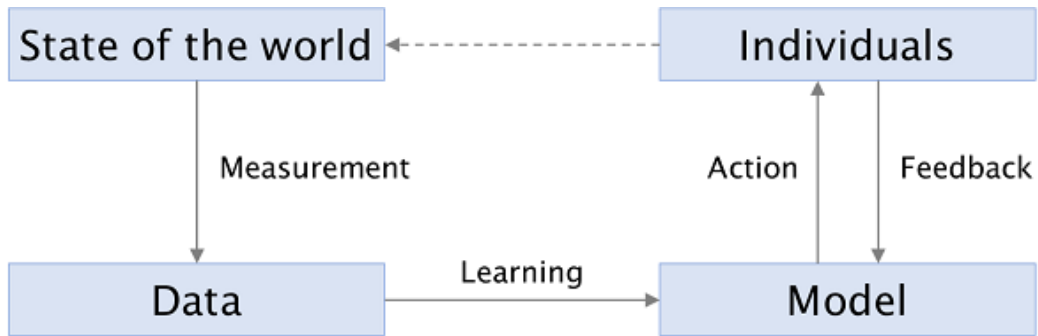 State of the world
Individuals
Measurement
Action
Feedback
Learning
Data
Model